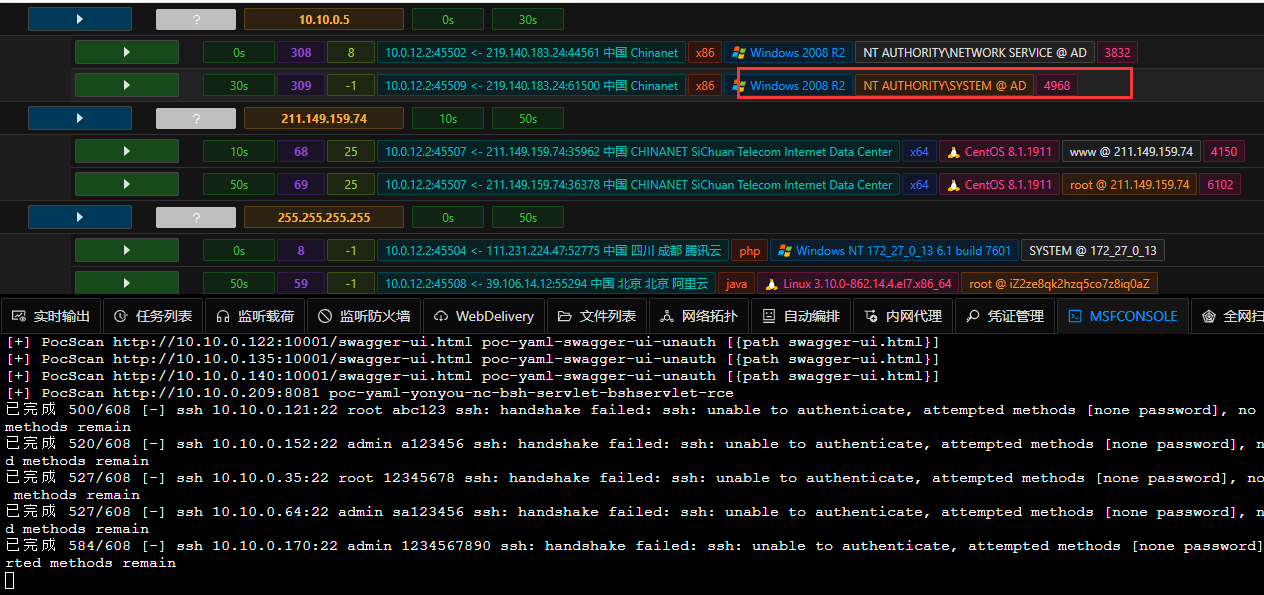 ? 10.10.0.5 0s 30s
0s 308 8 10.0.12.2:45502 <- 219.140.183.24:44561 中国 Chinanet x86 Windows 2008 R2 NT AUTHORITY\NETWORK SERVICE @ AD 3832
30s 309 -1 10.0.12.2:45509 <- 219.140.183.24:61500 中国 Chinanet x86 Windows 2008 R2 NT AUTHORITY\SYSTEM @ AD 4968
? 211.149.159.74 10s 50s
10s 68 25 10.0.12.2:45507 <- 211.149.159.74:35962 中国 CHINANET SiChuan Telecom Internet Data Center x64 CentOS 8.1.1911 www @ 211.149.159.74 4150
50s 69 25 10.0.12.2:45507 <- 211.149.159.74:36378 中国 CHINANET SiChuan Telecom Internet Data Center x64 CentOS 8.1.1911 root @ 211.149.159.74 6102
? 255.255.255.255 0s 50s
0s 8 -1 10.0.12.2:45504 <- 111.231.224.47:52775 中国 四川 成都 腾讯云 php Windows NT 172_27_0_13 6.1 build 7601 SYSTEM @ 172_27_0_13
50s 59 -1 10.0.12.2:45508 <- 39.106.14.12:55294 中国 北京 北京 阿里云 java Linux 3.10.0-862.14.4.el7.x86_64 root @ iZ2ze8qk2hzq5co7z8iq0aZ
实时输出 任务列表 监听载荷 监听防火墙 WebDelivery 文件列表 网络拓扑 自动编排 内网代理 凭证管理 MSFCONSOLE 全网扫
[+] PocScan http://10.10.0.122:10001/swagger-ui.html poc-yaml-swagger-ui-unauth [{path swagger-ui.html}]
[+] PocScan http://10.10.0.135:10001/swagger-ui.html poc-yaml-swagger-ui-unauth [{path swagger-ui.html}]
[+] PocScan http://10.10.0.140:10001/swagger-ui.html poc-yaml-swagger-ui-unauth [{path swagger-ui.html}]
[+] PocScan http://10.10.0.209:8081 poc-yaml-yonyou-nc-bsh-servlet-bshservlet-rce
已完成 500/608 [-] ssh 10.10.0.121:22 root abc123 ssh: handshake failed: ssh: unable to authenticate, attempted methods [none password], no
methods remain
已完成 520/608 [-] ssh 10.10.0.152:22 admin a123456 ssh: handshake failed: ssh: unable to authenticate, attempted methods [none password], n
d methods remain
已完成 527/608 [-] ssh 10.10.0.35:22 root 12345678 ssh: handshake failed: ssh: unable to authenticate, attempted methods [none password], no
methods remain
已完成 527/608 [-] ssh 10.10.0.64:22 admin sa123456 ssh: handshake failed: ssh: unable to authenticate, attempted methods [none password], n
d methods remain
已完成 584/608 [-] ssh 10.10.0.170:22 admin 1234567890 ssh: handshake failed: ssh: unable to authenticate, attempted methods [none password]
rted methods remain